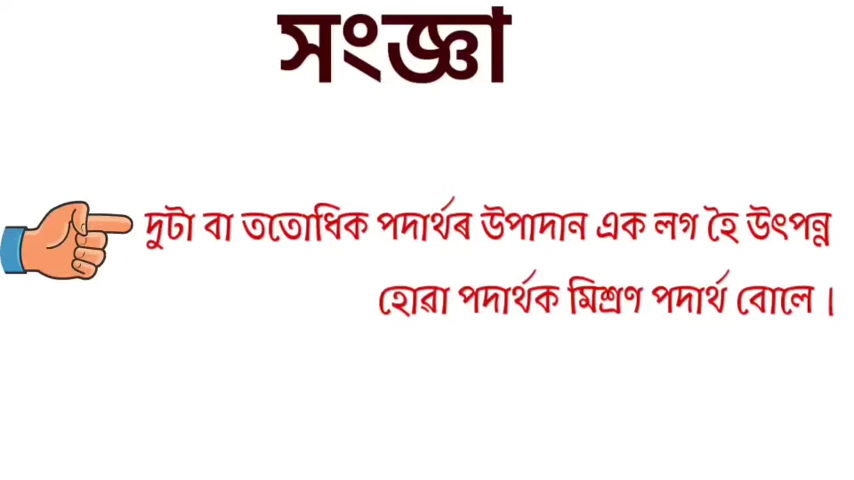 সংজ্ঞা
দুটা বা ততোধিক পদাৰ্থৰ উপাদান এক লগ হৈ উৎপন্ন
হোৱা পদাৰ্থক মিশ্ৰণ পদাৰ্থ বোলে ।